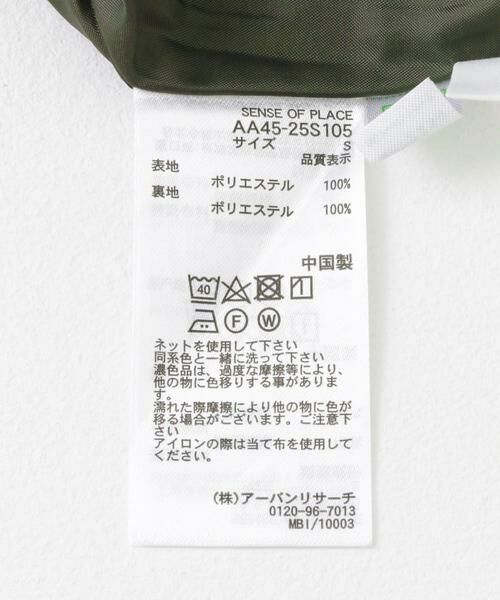 SENSE OF PLACE
AA45-25S105
サイズ S
品質表示
表地
ポリエステル 100%
裏地
ポリエステル 100%
中国製
40
F W
ネットを使用して下さい
同系色と一緒に洗って下さい
濃色品は、過度な摩擦等により、
他の物に色移りする事がありま
す。
濡れた際摩擦により他の物に色が
移る場合がございます。ご注意下
さい
アイロンの際は当て布を使用して
ください。
(株)アーバンリサーチ
0120-96-7013
MBI/10003